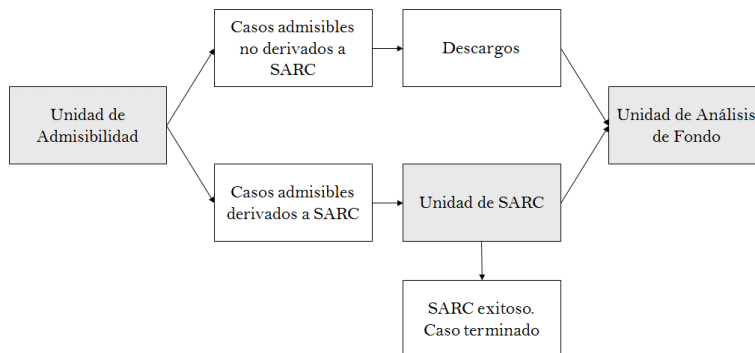 Casos admisibles
no derivados a
SARC
Descargos
Unidad de
Admisibilidad
Unidad de Análisis
de Fondo
Casos admisibles
derivados a SARC
Unidad de SARC
SARC exitoso.
Caso terminado